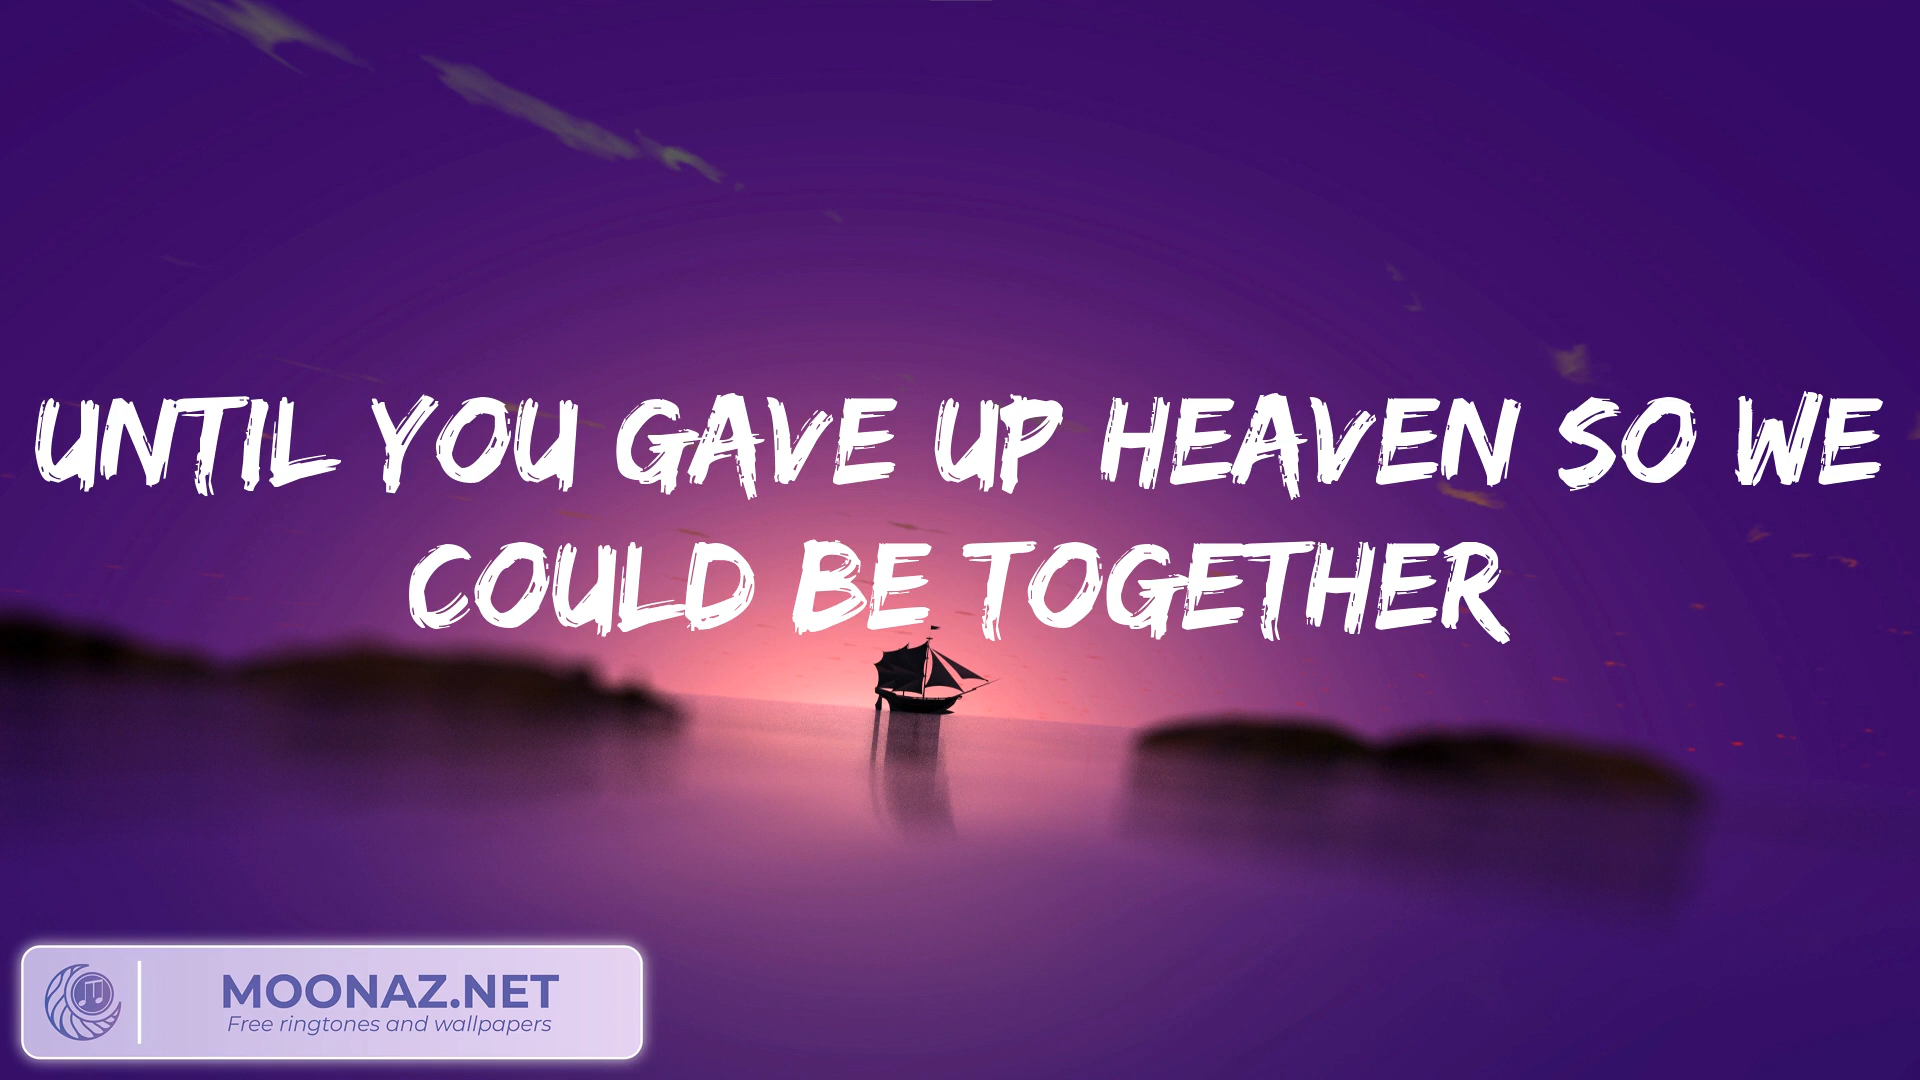 UNTIL YOU GAVE UP HEAVEN SO WE
COULD BE TOGETHER
MOONAZ.NET
Free ringtones and wallpapers